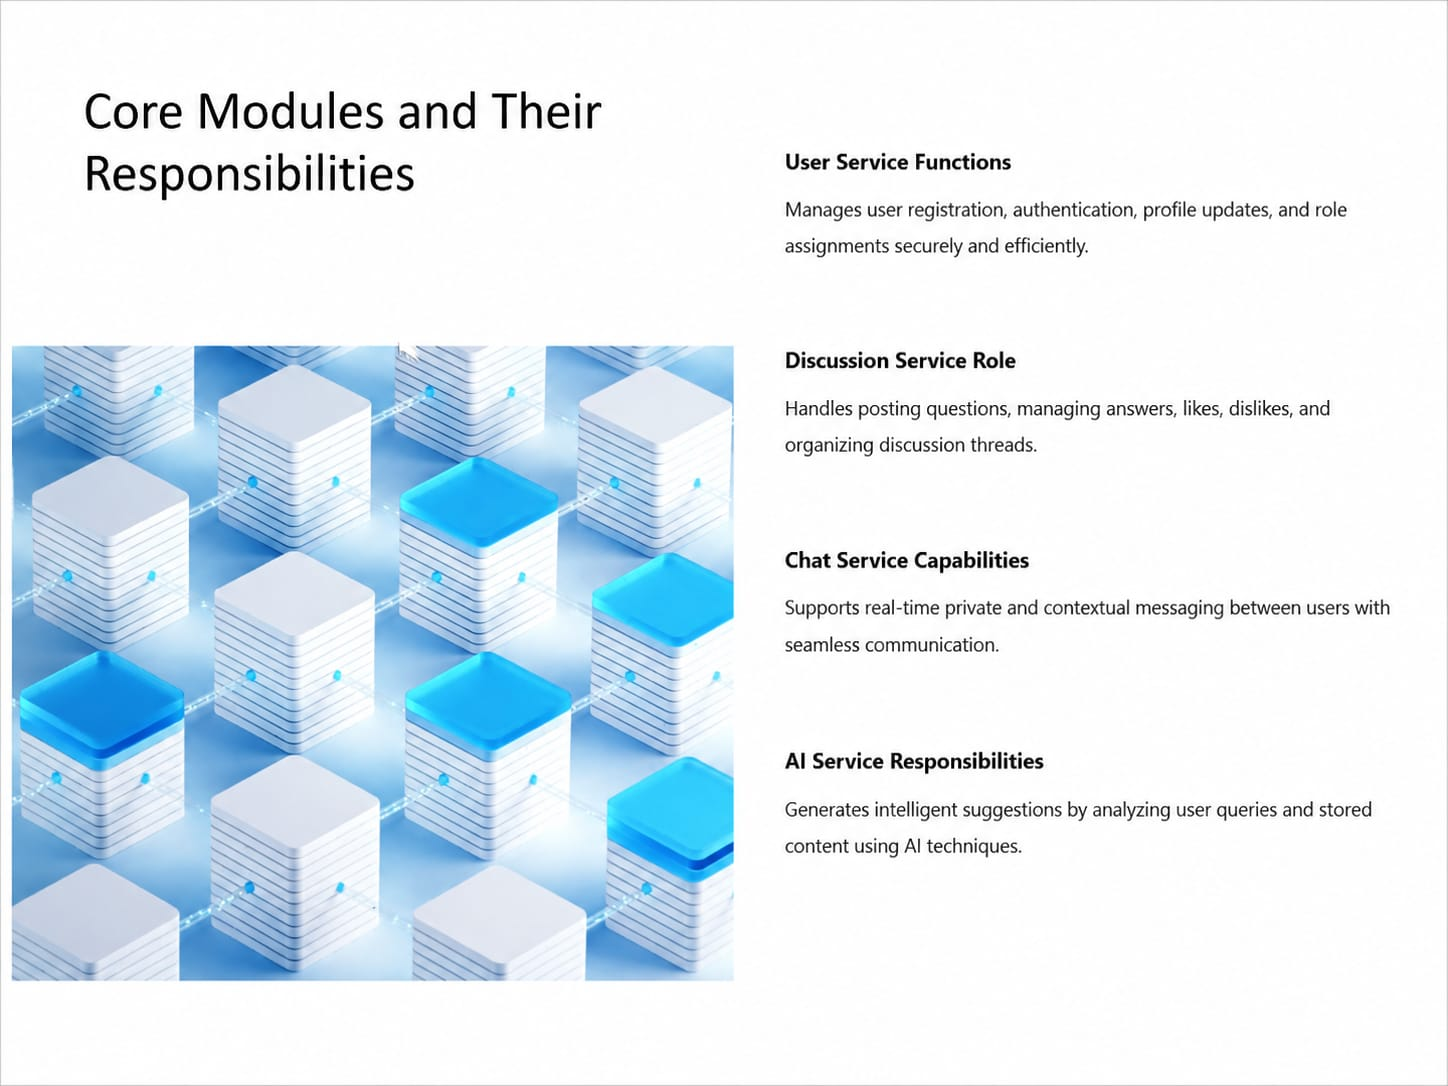 Core Modules and Their
Responsibilities
User Service Functions
Manages user registration, authentication, profile updates, and role
assignments securely and efficiently.
Discussion Service Role
Handles posting questions, managing answers, likes, dislikes, and
organizing discussion threads.
Chat Service Capabilities
Supports real-time private and contextual messaging between users with
seamless communication.
AI Service Responsibilities
Generates intelligent suggestions by analyzing user queries and stored
content using AI techniques.